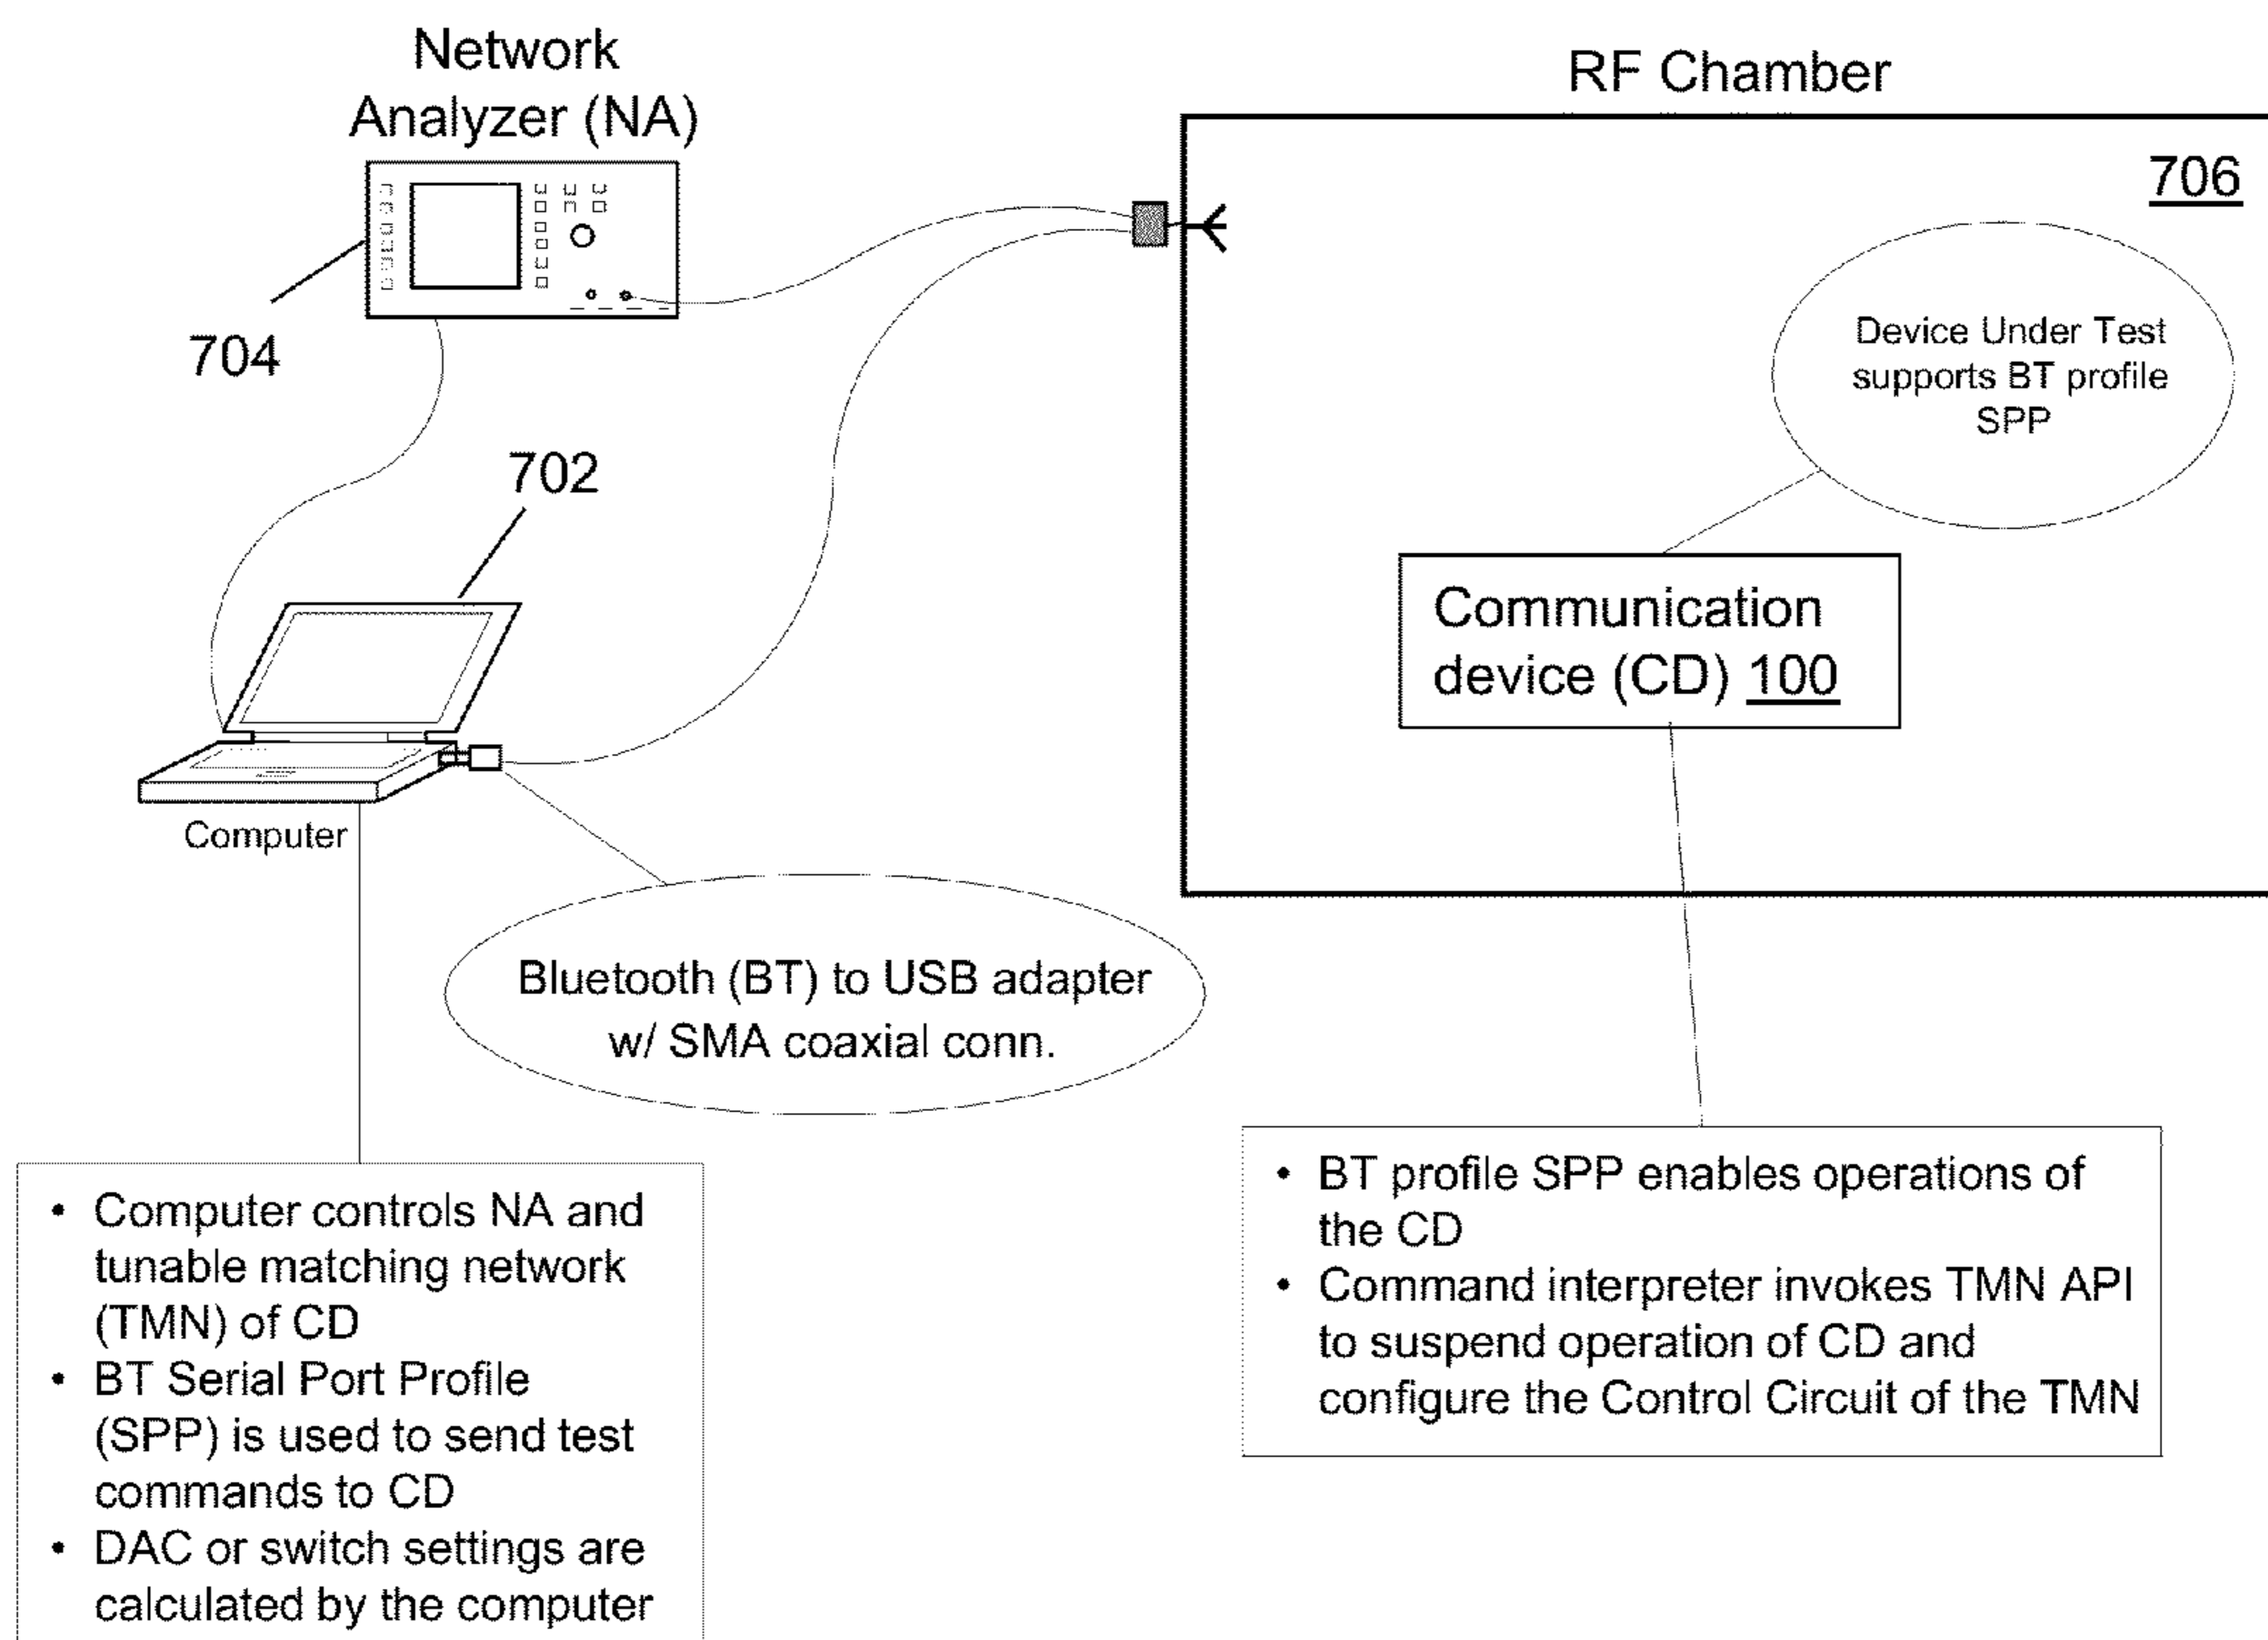 Network
Analyzer (NA)
704
702
Computer
Bluetooth (BT) to USB adapter
w/ SMA coaxial conn.
• Computer controls NA and
tunable matching network
(TMN) of CD
• BT Serial Port Profile
(SPP) is used to send test
commands to CD
• DAC or switch settings are
calculated by the computer
RF Chamber
706
Device Under Test
supports BT profile
SPP
Communication
device (CD) 100
• BT profile SPP enables operations of
the CD
• Command interpreter invokes TMN API
to suspend operation of CD and
configure the Control Circuit of the TMN